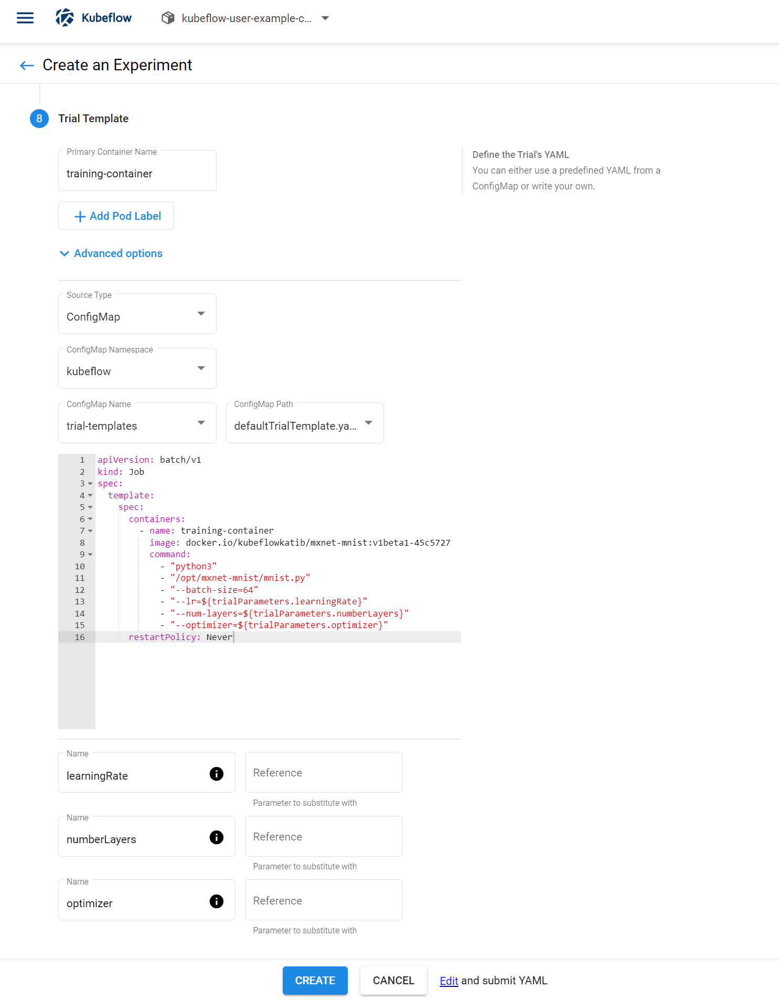 Kubeflow
kubeflow-user-example-c...
Create an Experiment
8
Trial Template
Primary Container Name
training-container
Define the Trial's YAML
You can either use a predefined YAML from a
ConfigMap or write your own.
Add Pod Label
Advanced options
Source Type
ConfigMap
ConfigMap Namespace
kubeflow
ConfigMap Name
trial-templates
ConfigMap Path
defaultTrialTemplate.ya...
1 apiVersion: batch/v1
2 kind: Job
3 spec:
4 template:
5 spec:
6 containers:
7 - name: training-container
8 image: docker.io/kubeflowkatib/mxnet-mnist:v1beta1-45c5727
9 command:
10 - "python3"
11 - "/opt/mxnet-mnist/mnist.py"
12 - "--batch-size=64"
13 - "--lr=${trialParameters.learningRate}"
14 - "--num-layers=${trialParameters.numberLayers}"
15 - "--optimizer=${trialParameters.optimizer}"
16 restartPolicy: Never
Name
learningRate
Reference
Parameter to substitute with
Name
numberLayers
Reference
Parameter to substitute with
Name
optimizer
Reference
Parameter to substitute with
CREATE
CANCEL
Edit and submit YAML